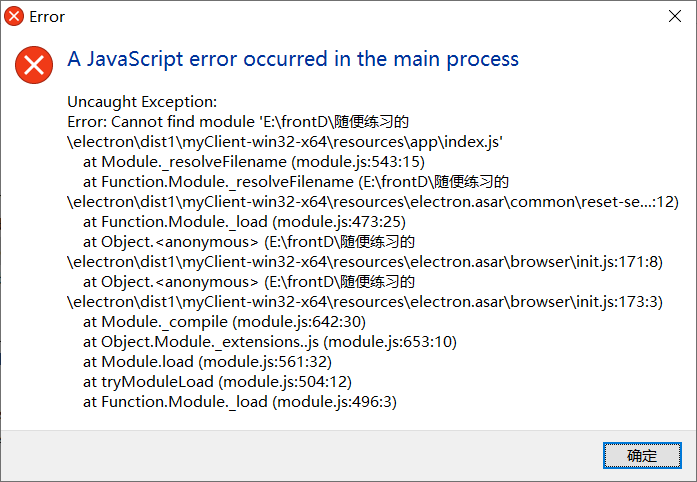 Error
A JavaScript error occurred in the main process
Uncaught Exception:
Error: Cannot find module 'E:\frontD\随便练习的
\electron\dist1\myClient-win32-x64\resources\app\index.js'
at Module._resolveFilename (module.js:543:15)
at Function.Module._resolveFilename (E:\frontD\随便练习的
\electron\dist1\myClient-win32-x64\resources\electron.asar\common\reset-se...:12)
at Function.Module._load (module.js:473:25)
at Object.<anonymous> (E:\frontD\随便练习的
\electron\dist1\myClient-win32-x64\resources\electron.asar\browser\init.js:171:8)
at Object.<anonymous> (E:\frontD\随便练习的
\electron\dist1\myClient-win32-x64\resources\electron.asar\browser\init.js:173:3)
at Module._compile (module.js:642:30)
at Object.Module._extensions..js (module.js:653:10)
at Module.load (module.js:561:32)
at tryModuleLoad (module.js:504:12)
at Function.Module._load (module.js:496:3)
确定